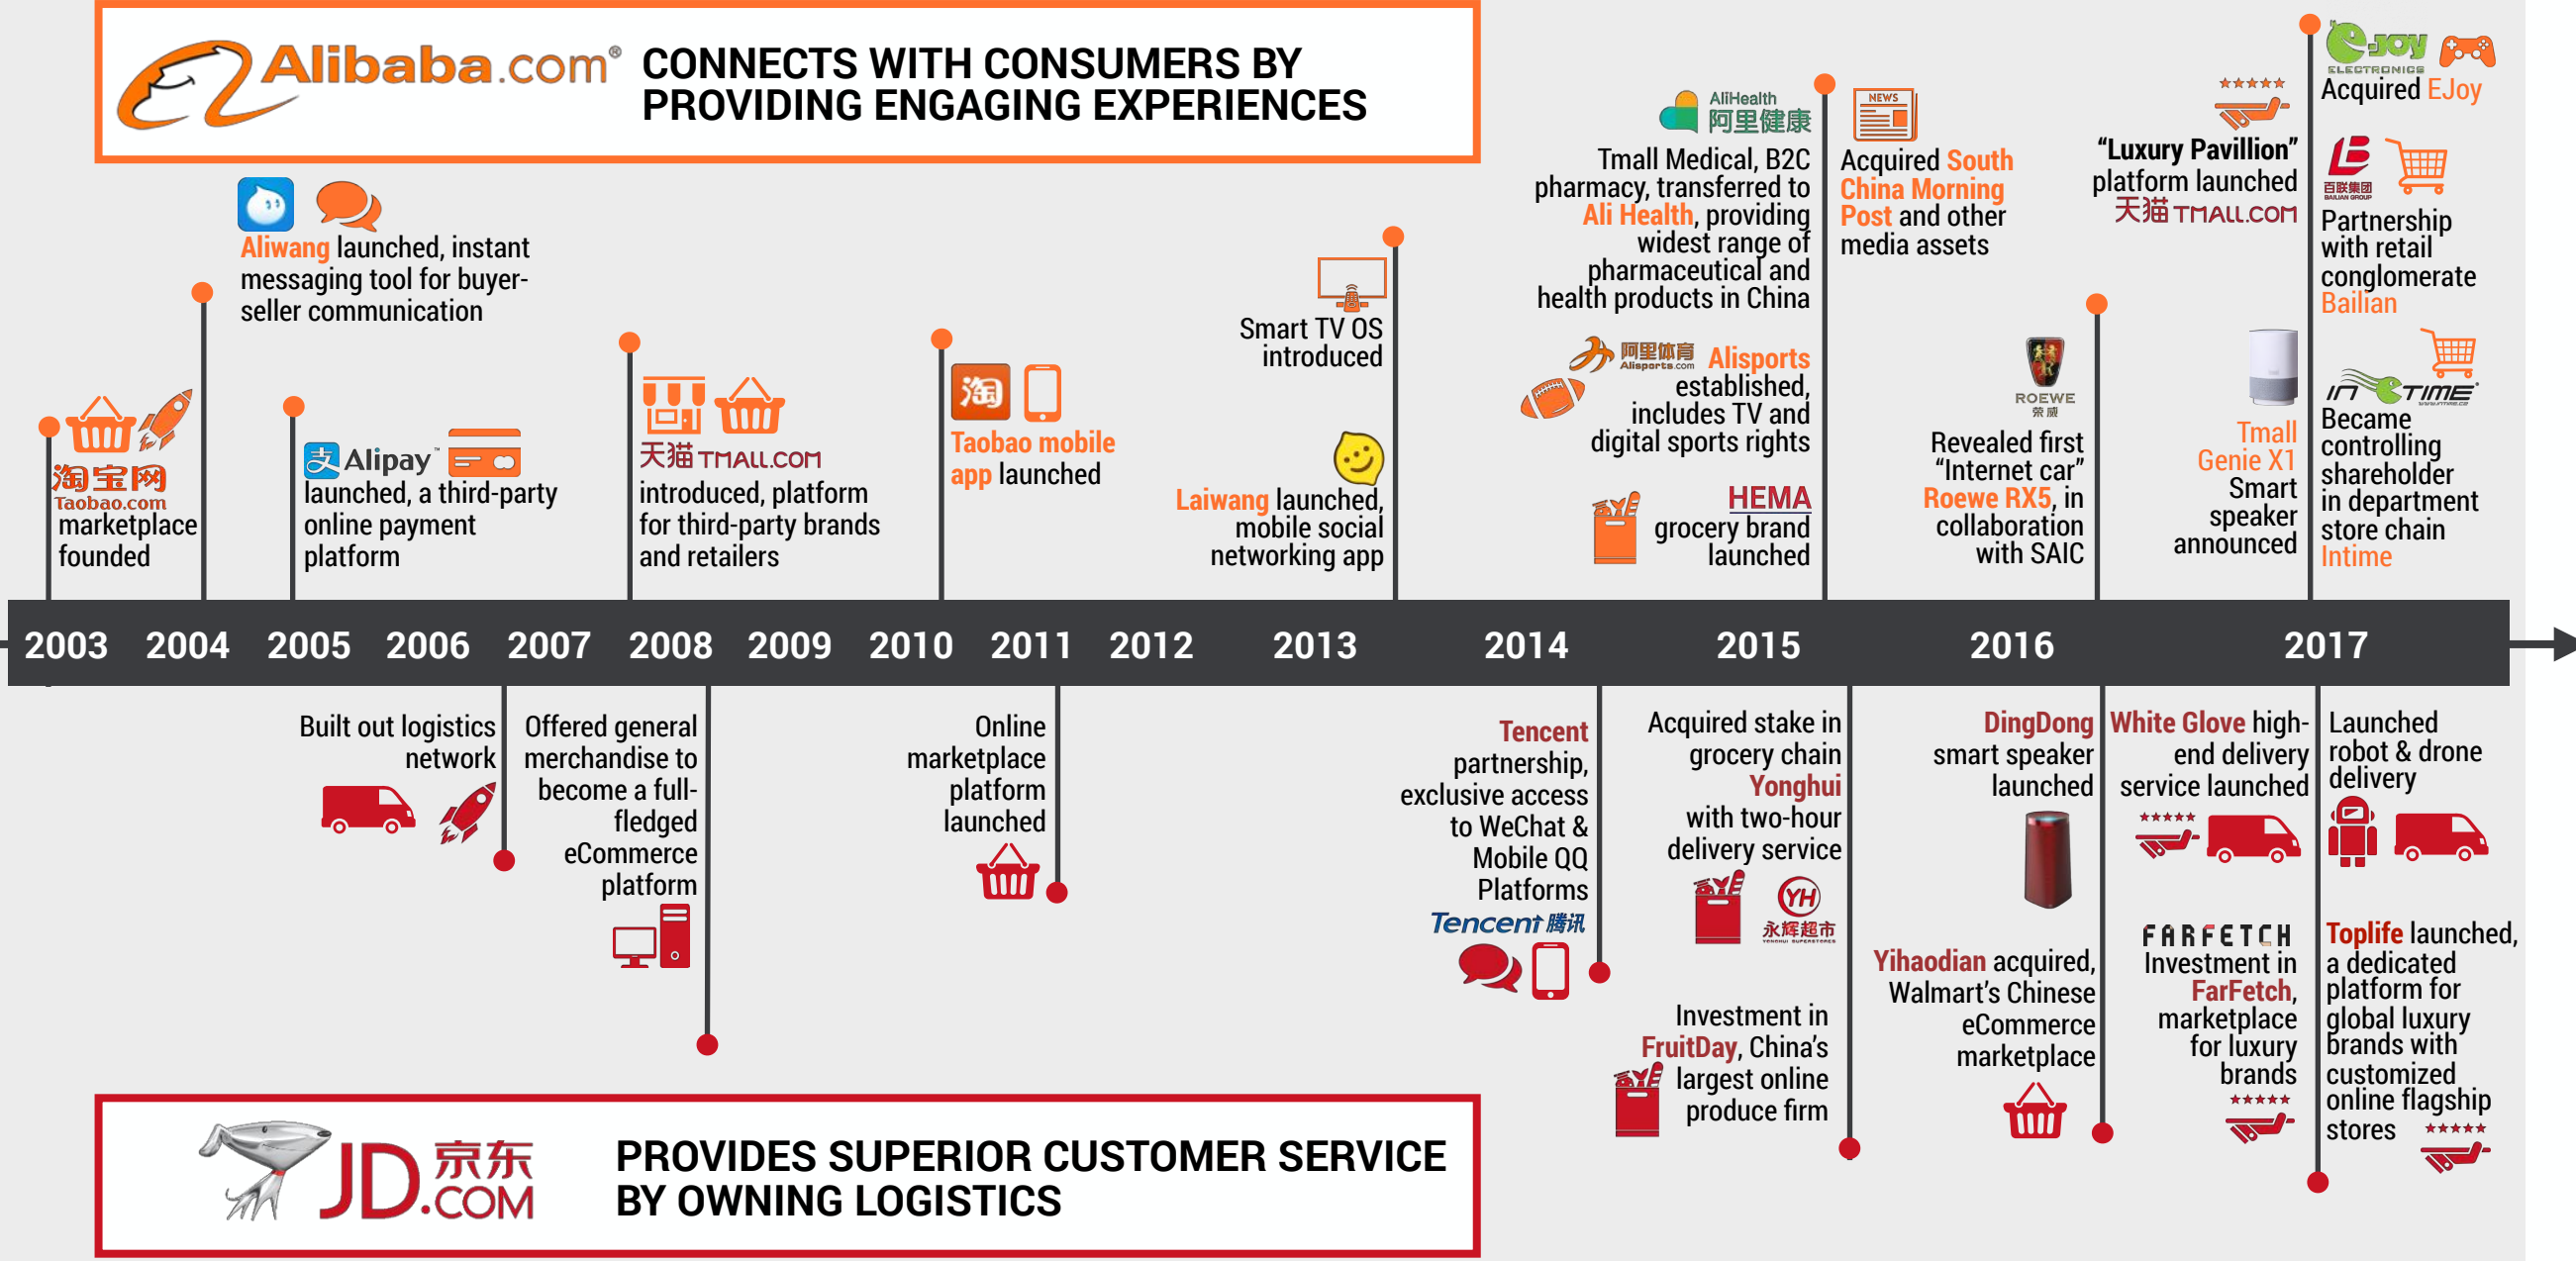 Alibaba.com®
CONNECTS WITH CONSUMERS BY
PROVIDING ENGAGING EXPERIENCES
淘宝网
Taobao.com
marketplace
founded
Aliwang launched, instant
messaging tool for buyer-
seller communication
支 Alipay™
launched, a third-party
online payment
platform
天猫 TMALL.COM
introduced, platform
for third-party brands
and retailers
淘
Taobao mobile
app launched
Smart TV OS
introduced
Laiwang launched,
mobile social
networking app
AliHealth
阿里健康
Tmall Medical, B2C
pharmacy, transferred to
Ali Health, providing
widest range of
pharmaceutical and
health products in China
阿里体育
Alisports.com
Alisports
established,
includes TV and
digital sports rights
HEMA
grocery brand
launched
NEWS
Acquired South
China Morning
Post and other
media assets
ROEWE
荣威
Revealed first
“Internet car”
Roewe RX5, in
collaboration
with SAIC
“Luxury Pavillion”
platform launched
天猫 TMALL.COM
Tmall
Genie X1
Smart
speaker
announced
e-joy
ELECTRONICS
Acquired EJoy
百联集团
BAILIAN GROUP
Partnership
with retail
conglomerate
Bailian
IN TIME
Became
controlling
shareholder
in department
store chain
Intime
2003 2004 2005 2006 2007 2008 2009 2010 2011 2012 2013 2014 2015 2016 2017
Built out logistics
network
Offered general
merchandise to
become a full-
fledged
eCommerce
platform
Online
marketplace
platform
launched
Tencent
partnership,
exclusive access
to WeChat &
Mobile QQ
Platforms
Tencent 腾讯
Acquired stake in
grocery chain
Yonghui
with two-hour
delivery service
YH
永辉超市
YONGHUI SUPERSTORES
Investment in
FruitDay, China’s
largest online
produce firm
DingDong
smart speaker
launched
Yihaodian acquired,
Walmart’s Chinese
eCommerce
marketplace
White Glove high-
end delivery
service launched
FARFETCH
Investment in
FarFetch,
marketplace
for luxury
brands
Launched
robot & drone
delivery
Toplife launched,
a dedicated
platform for
global luxury
brands with
customized
online flagship
stores
JD.京东
.COM
PROVIDES SUPERIOR CUSTOMER SERVICE
BY OWNING LOGISTICS